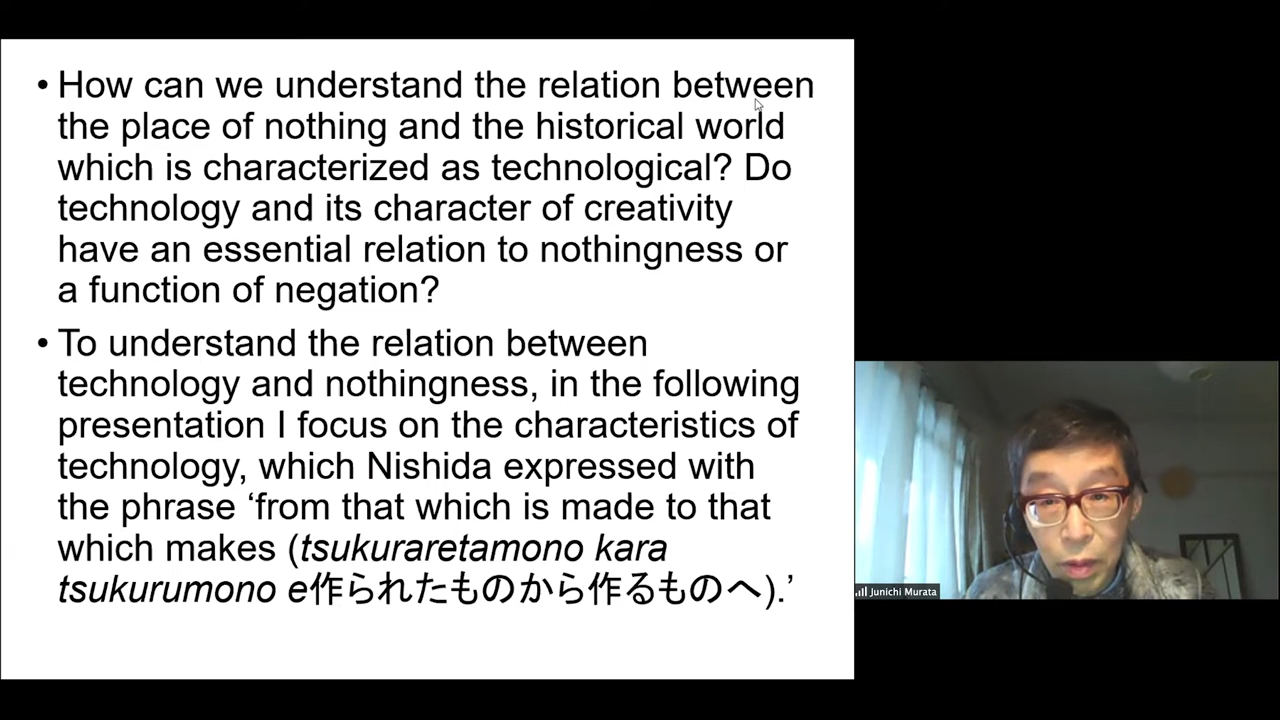 • How can we understand the relation between
the place of nothing and the historical world
which is characterized as technological? Do
technology and its character of creativity
have an essential relation to nothingness or
a function of negation?
• To understand the relation between
technology and nothingness, in the following
presentation I focus on the characteristics of
technology, which Nishida expressed with
the phrase ‘from that which is made to that
which makes (tsukuraretamono kara
tsukurumono e作られたものから作るものへ).’
Junichi Murata